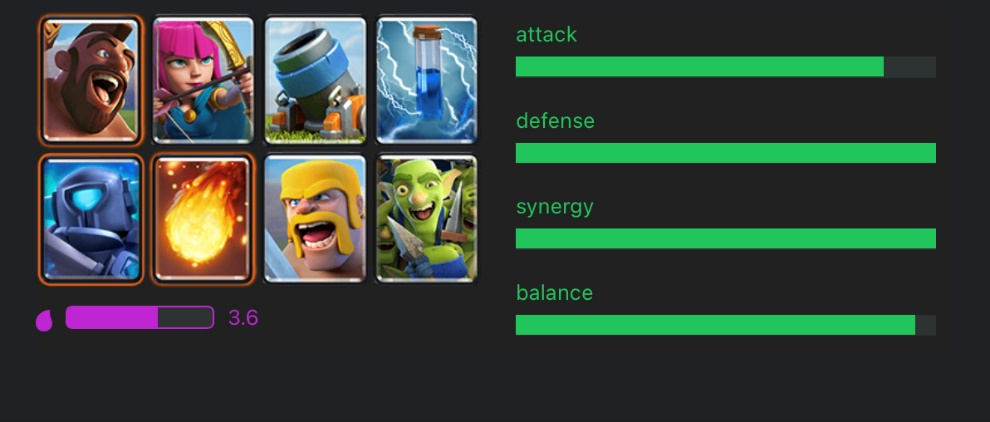 attack
defense
synergy
balance
3.6